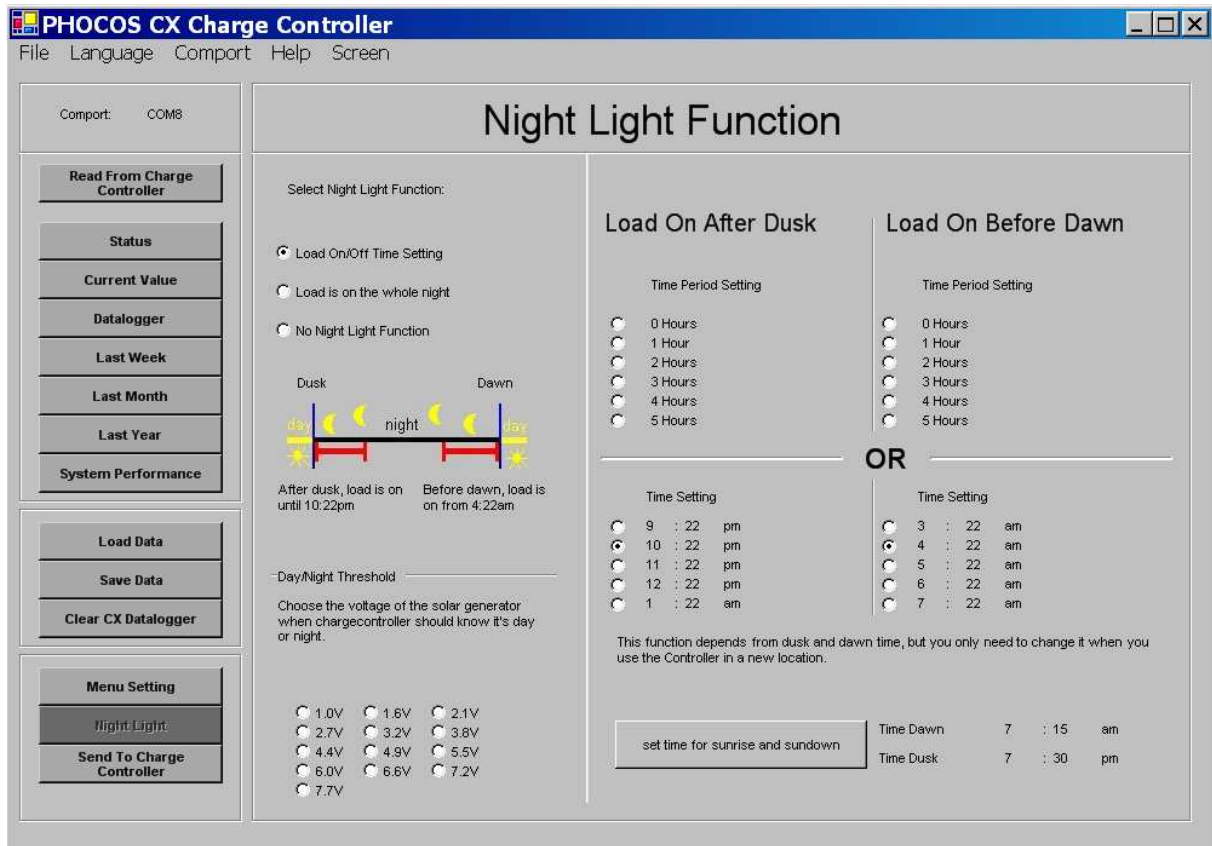 PHOCOS CX Charge Controller
File Language Comport Help Screen
Comport: COM8
Night Light Function
Read From Charge
Controller
Status
Current Value
Datalogger
Last Week
Last Month
Last Year
System Performance
Load Data
Save Data
Clear CX Datalogger
Menu Setting
Night Light
Send To Charge
Controller
Select Night Light Function:
Load On/Off Time Setting
Load is on the whole night
No Night Light Function
Dusk Dawn
day night day
After dusk, load is on
until 10:22pm
Before dawn, load is
on from 4:22am
Day/Night Threshold
Choose the voltage of the solar generator
when chargecontroller should know it's day
or night.
1.0V 1.6V 2.1V
2.7V 3.2V 3.8V
4.4V 4.9V 5.5V
6.0V 6.6V 7.2V
7.7V
Load On After Dusk
Time Period Setting
0 Hours
1 Hour
2 Hours
3 Hours
4 Hours
5 Hours
Load On Before Dawn
Time Period Setting
0 Hours
1 Hour
2 Hours
3 Hours
4 Hours
5 Hours
OR
Time Setting
9 : 22 pm
10 : 22 pm
11 : 22 pm
12 : 22 pm
1 : 22 am
Time Setting
3 : 22 am
4 : 22 am
5 : 22 am
6 : 22 am
7 : 22 am
This function depends from dusk and dawn time, but you only need to change it when you
use the Controller in a new location.
set time for sunrise and sundown
Time Dawn 7 : 15 am
Time Dusk 7 : 30 pm